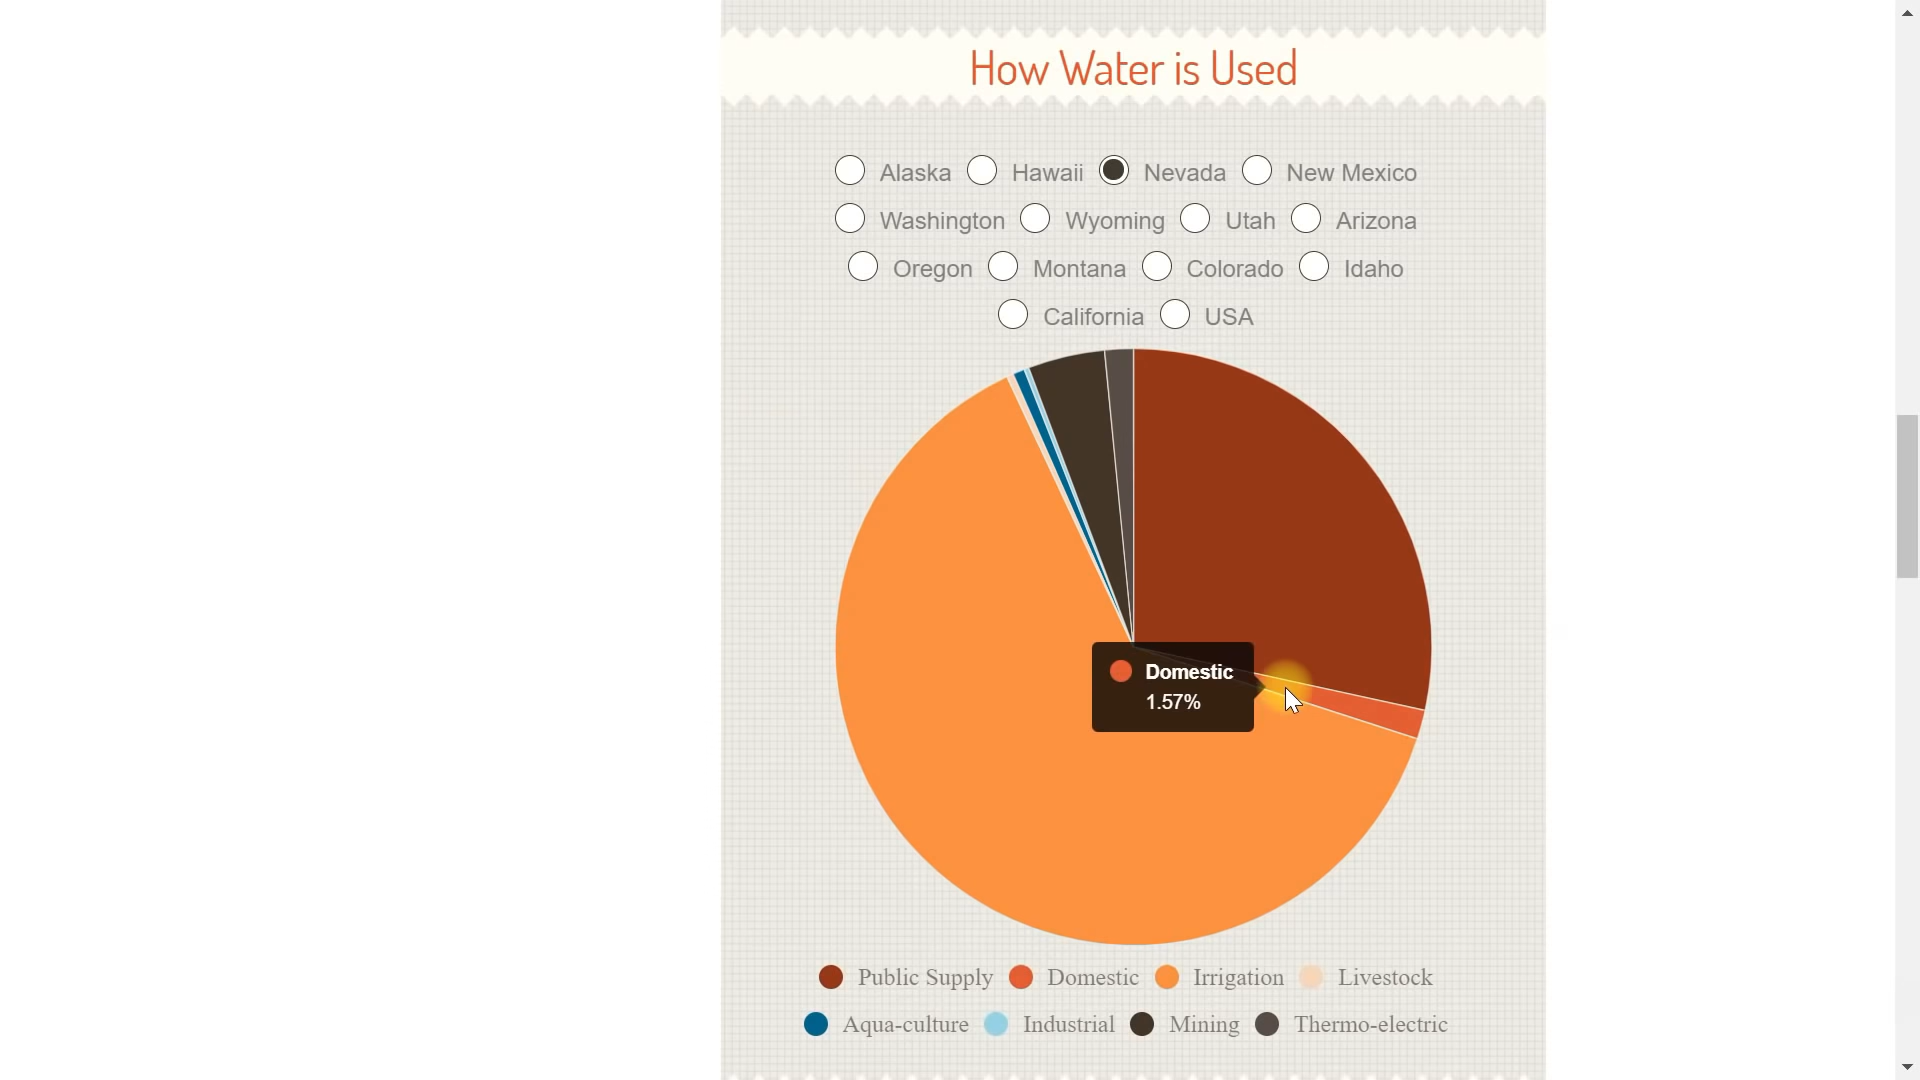 How Water is Used
Alaska Hawaii Nevada New Mexico
Washington Wyoming Utah Arizona
Oregon Montana Colorado Idaho
California USA
Domestic
1.57%
Public Supply Domestic Irrigation Livestock
Aqua-culture Industrial Mining Thermo-electric